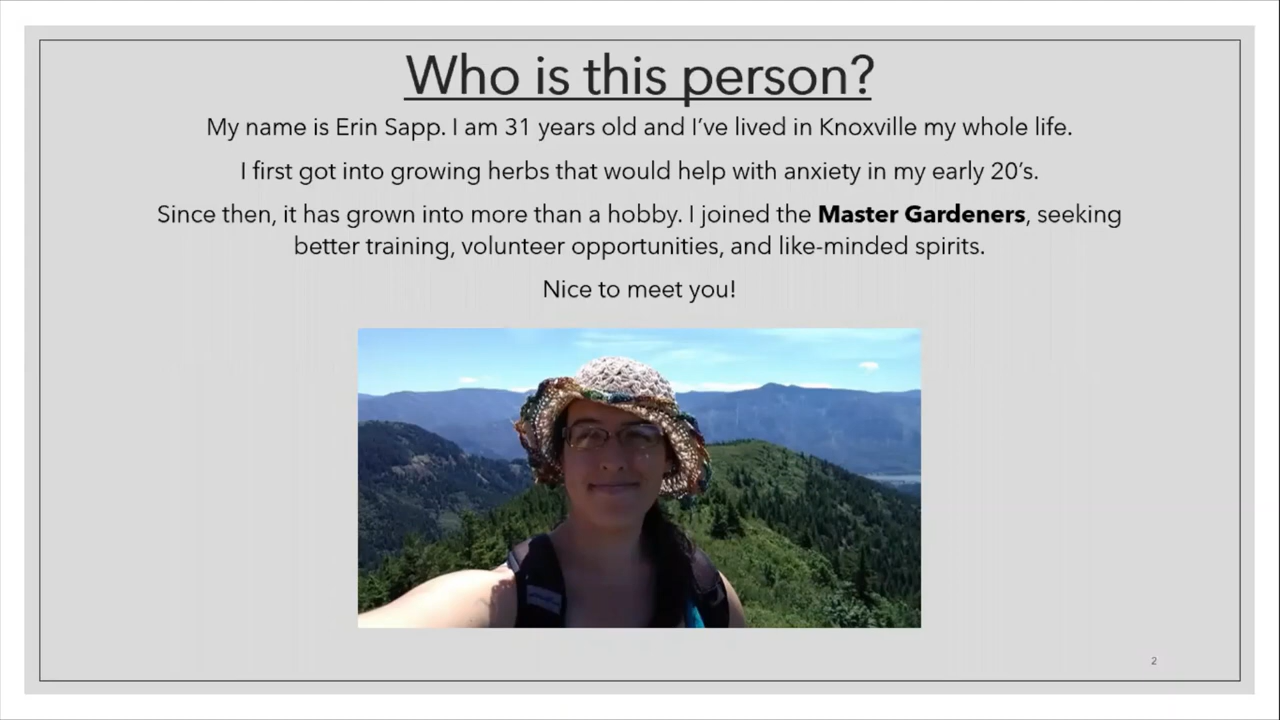 Who is this person?
My name is Erin Sapp. I am 31 years old and I've lived in Knoxville my whole life.
I first got into growing herbs that would help with anxiety in my early 20's.
Since then, it has grown into more than a hobby. I joined the Master Gardeners, seeking
better training, volunteer opportunities, and like-minded spirits.
Nice to meet you!
2